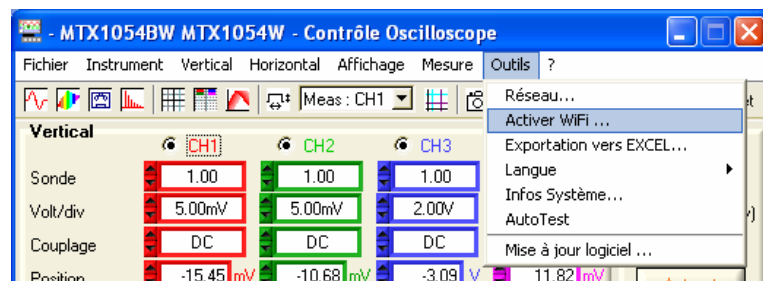 - MTX1054BW MTX1054W - Contrôle Oscilloscope
Fichier Instrument Vertical Horizontal Affichage Mesure Outils ?
Meas : CH1
Réseau...
Activer WiFi ...
Exportation vers EXCEL...
Langue
Infos Système...
AutoTest
Mise à jour logiciel ...
Vertical
CH1 CH2 CH3
Sonde 1.00 1.00 1.00
Volt/div 5.00mV 5.00mV 2.00V
Couplage DC DC DC
Position -15.45 mV -10.68 mV -3.09 V 11.82 mV